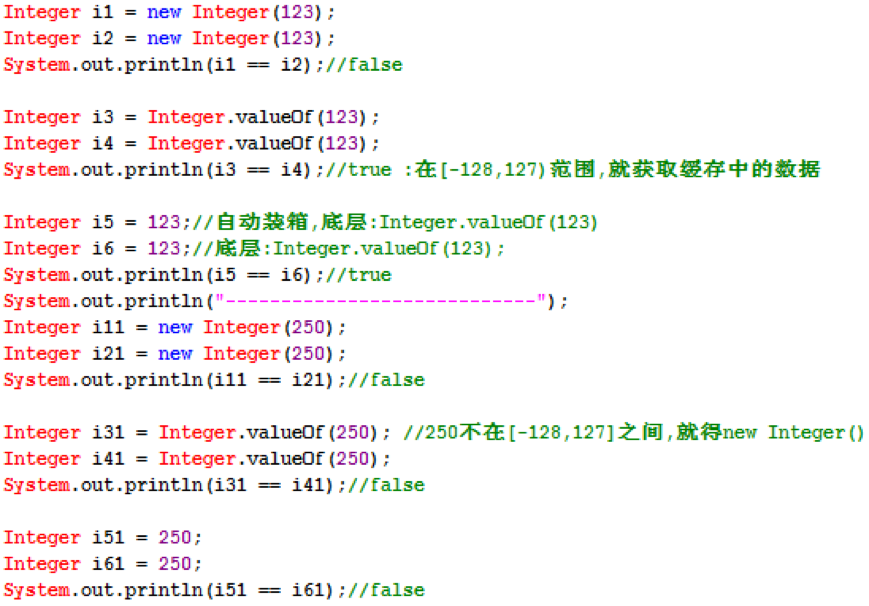 Integer i1 = new Integer(123);
Integer i2 = new Integer(123);
System.out.println(i1 == i2);//false
Integer i3 = Integer.valueOf(123);
Integer i4 = Integer.valueOf(123);
System.out.println(i3 == i4);//true :在[-128,127)范围,就获取缓存中的数据
Integer i5 = 123;//自动装箱,底层:Integer.valueOf(123)
Integer i6 = 123;//底层:Integer.valueOf(123);
System.out.println(i5 == i6);//true
System.out.println("----------------------------");
Integer i11 = new Integer(250);
Integer i21 = new Integer(250);
System.out.println(i11 == i21);//false
Integer i31 = Integer.valueOf(250); //250不在[-128,127]之间,就得new Integer()
Integer i41 = Integer.valueOf(250);
System.out.println(i31 == i41);//false
Integer i51 = 250;
Integer i61 = 250;
System.out.println(i51 == i61);//false